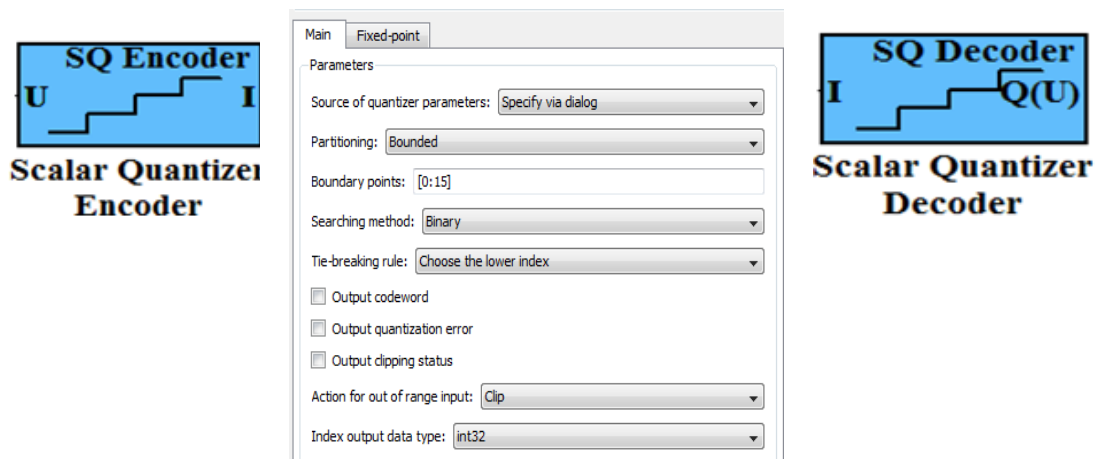 SQ Encoder
U I
Scalar Quantizer
Encoder
Main Fixed-point
Parameters
Source of quantizer parameters: Specify via dialog
Partitioning: Bounded
Boundary points: [0:15]
Searching method: Binary
Tie-breaking rule: Choose the lower index
Output codeword
Output quantization error
Output clipping status
Action for out of range input: Clip
Index output data type: int32
SQ Decoder
I Q(U)
Scalar Quantizer
Decoder